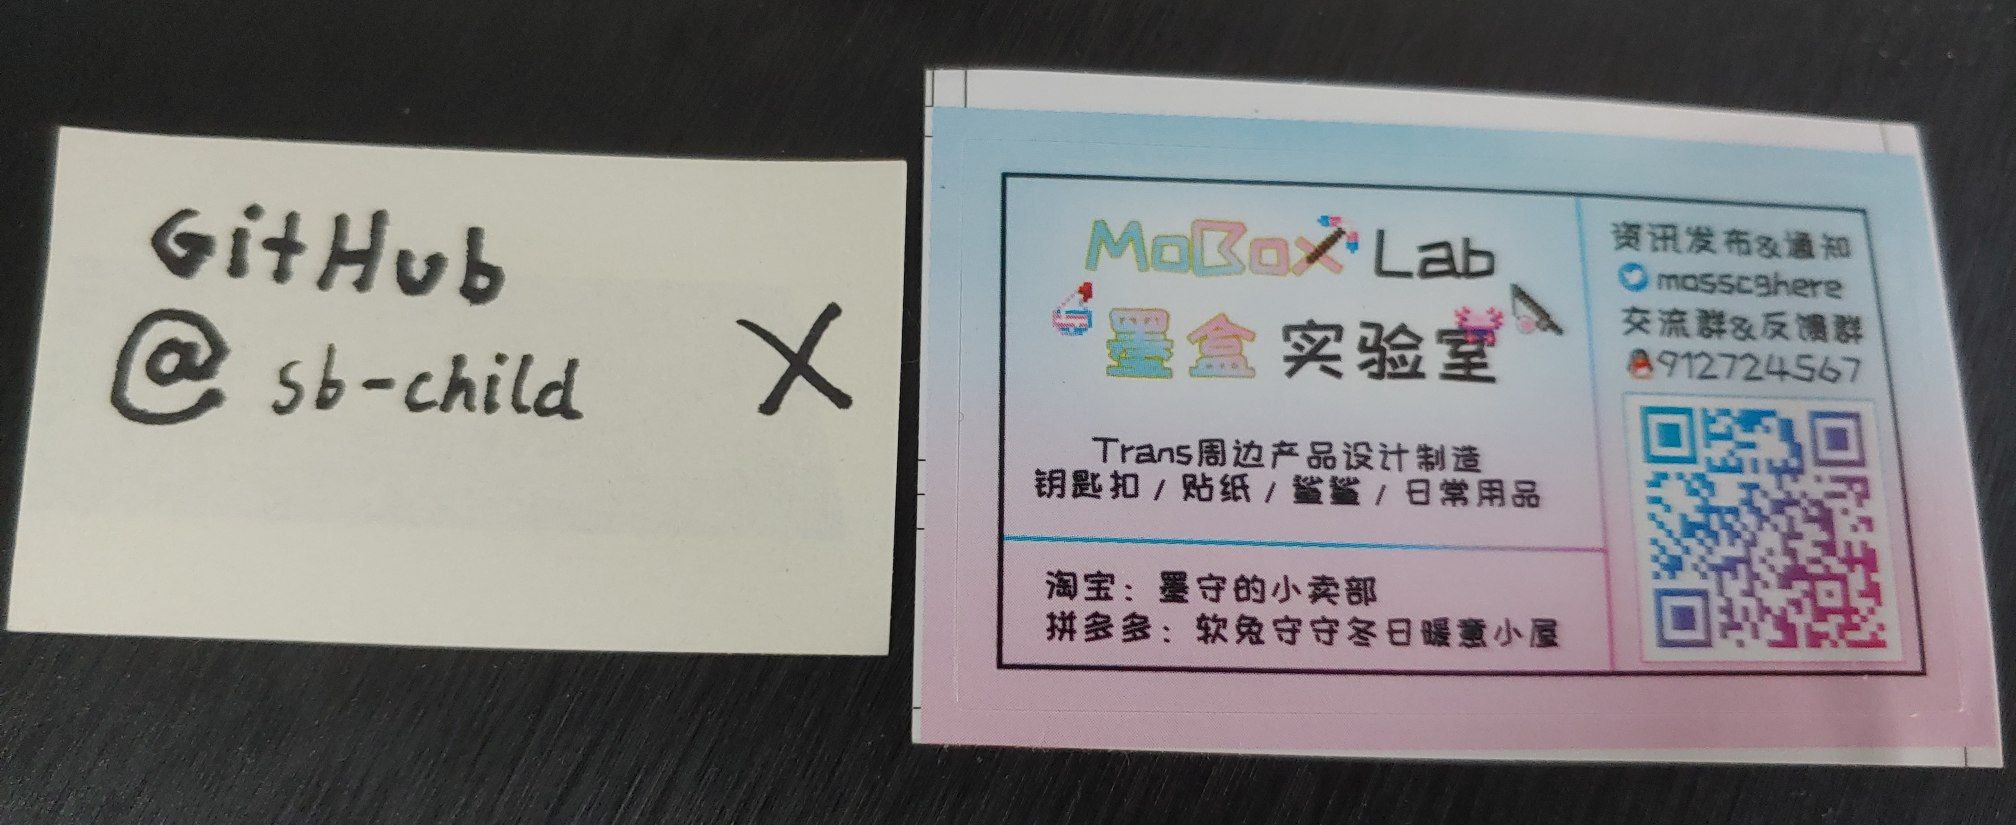 GitHub
@ sb-child
X
MoBox Lab
墨盒实验室
Trans周边产品设计制造
钥匙扣 / 贴纸 / 鲨鲨 / 日常用品
淘宝：墨守的小卖部
拼多多：软兔守守冬日暖意小屋
资讯发布&通知
mossc9here
交流群&反馈群
912724567